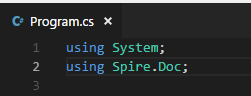 C# Program.cs ×
1 using System;
2 using Spire.Doc;
3